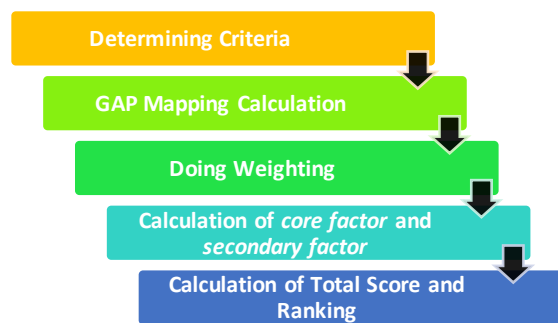 Determining Criteria
GAP Mapping Calculation
Doing Weighting
Calculation of core factor and
secondary factor
Calculation of Total Score and
Ranking